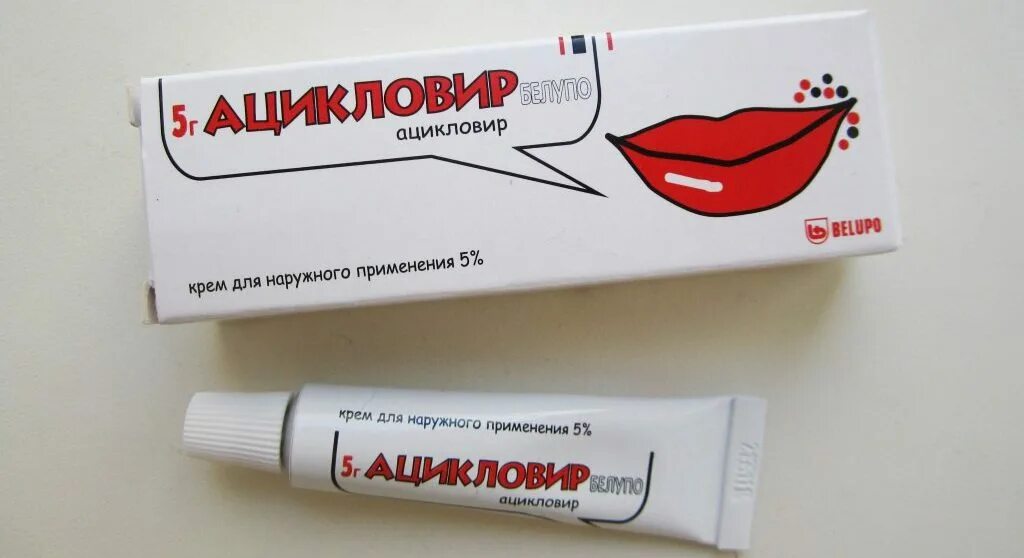 5г АЦИКЛОВИР БЕЛУПО
ацикловир
BELUPO
крем для наружного применения 5%
крем для наружного применения 5%
5г АЦИКЛОВИР БЕЛУПО
ацикловир